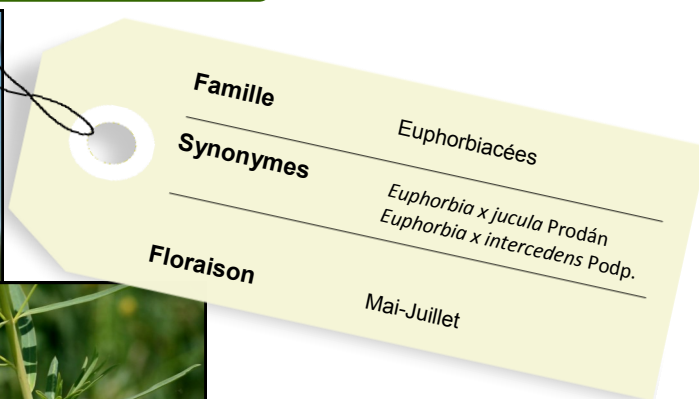 Famille
Euphorbiacées
Synonymes
Euphorbia x jucula Prodán
Euphorbia x intercedens Podp.
Floraison
Mai-Juillet